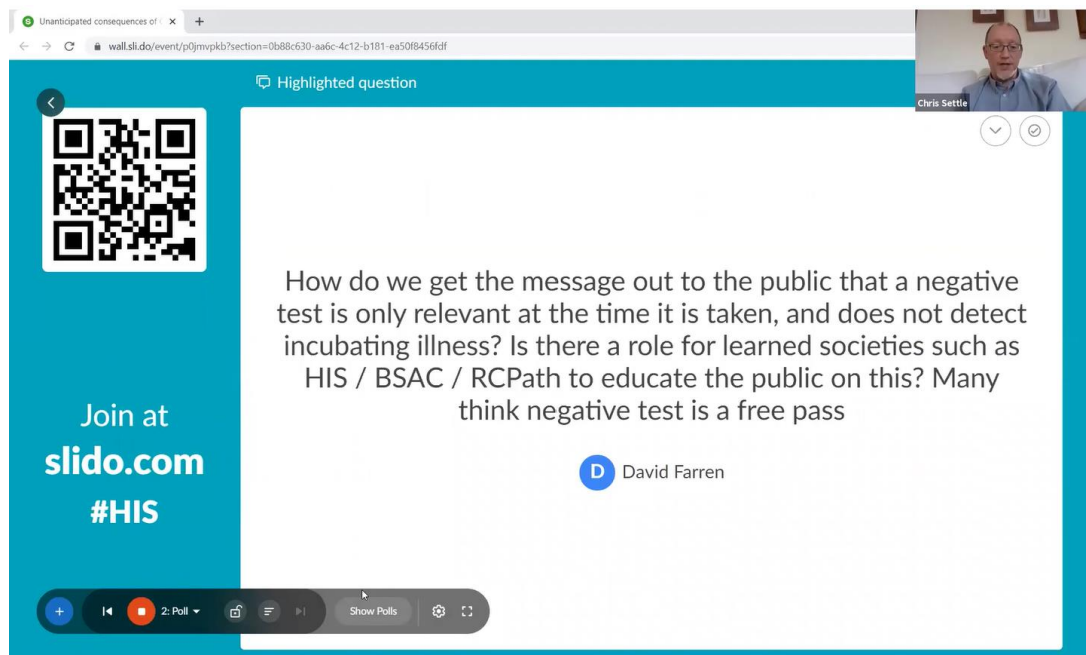 Unanticipated consequences of
wall.sli.do/event/p0jmvpkb?section=0b88c630-aa6c-4c12-b181-ea50f8456fdf
Chris Settle
Highlighted question
How do we get the message out to the public that a negative
test is only relevant at the time it is taken, and does not detect
incubating illness? Is there a role for learned societies such as
HIS / BSAC / RCPath to educate the public on this? Many
think negative test is a free pass
D David Farren
Join at
slido.com
#HIS
2: Poll
Show Polls